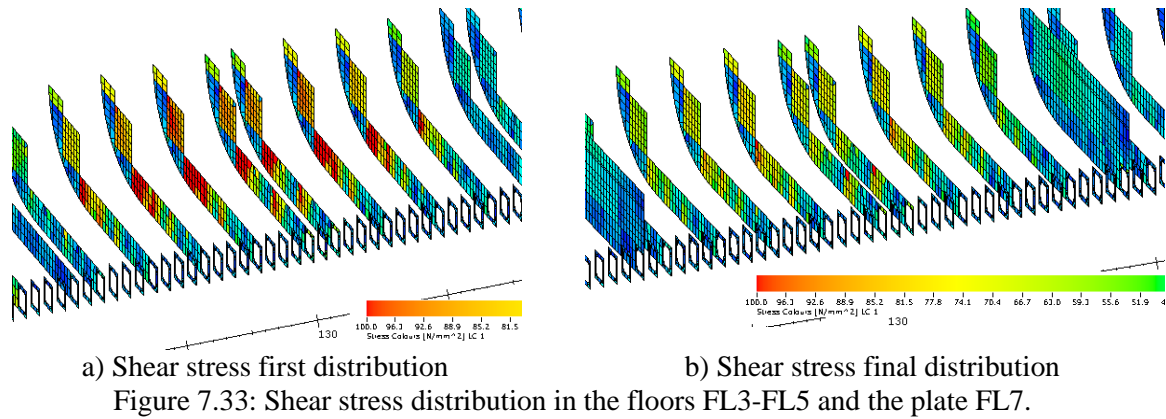 130
100.0 96.3 92.6 88.9 85.2 81.5
Stress Colours [N/mm^2] LC 1
100.0 96.3 92.6 88.9 85.2 81.5 77.8 74.1 70.4 66.7 63.0 59.3 55.6 51.9
Stress Colours [N/mm^2] LC 1
130
a) Shear stress first distribution
b) Shear stress final distribution
Figure 7.33: Shear stress distribution in the floors FL3-FL5 and the plate FL7.